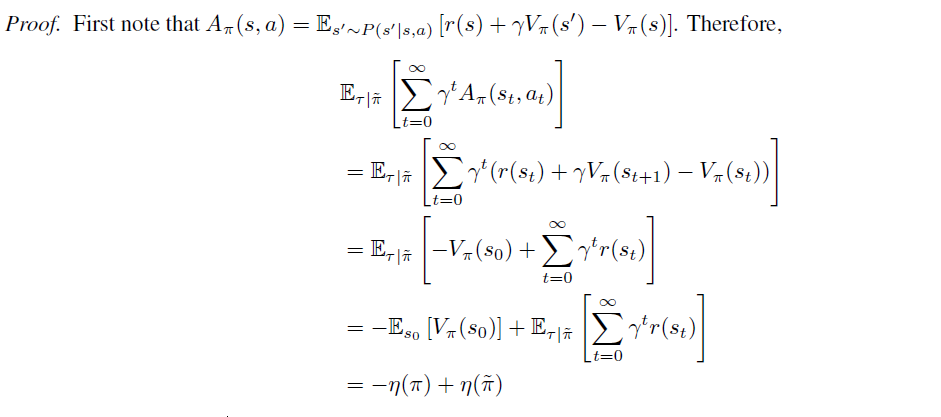 Proof. First note that A_π(s, a) = 𝔼_{s′∼P(s′|s,a)} [r(s) + γV_π(s′) − V_π(s)]. Therefore,
𝔼_{τ|π̃} [∑_{t=0}^{∞} γ^t A_π(s_t, a_t)]
= 𝔼_{τ|π̃} [∑_{t=0}^{∞} γ^t (r(s_t) + γV_π(s_{t+1}) − V_π(s_t))]
= 𝔼_{τ|π̃} [−V_π(s_0) + ∑_{t=0}^{∞} γ^t r(s_t)]
= −𝔼_{s_0} [V_π(s_0)] + 𝔼_{τ|π̃} [∑_{t=0}^{∞} γ^t r(s_t)]
= −η(π) + η(π̃)